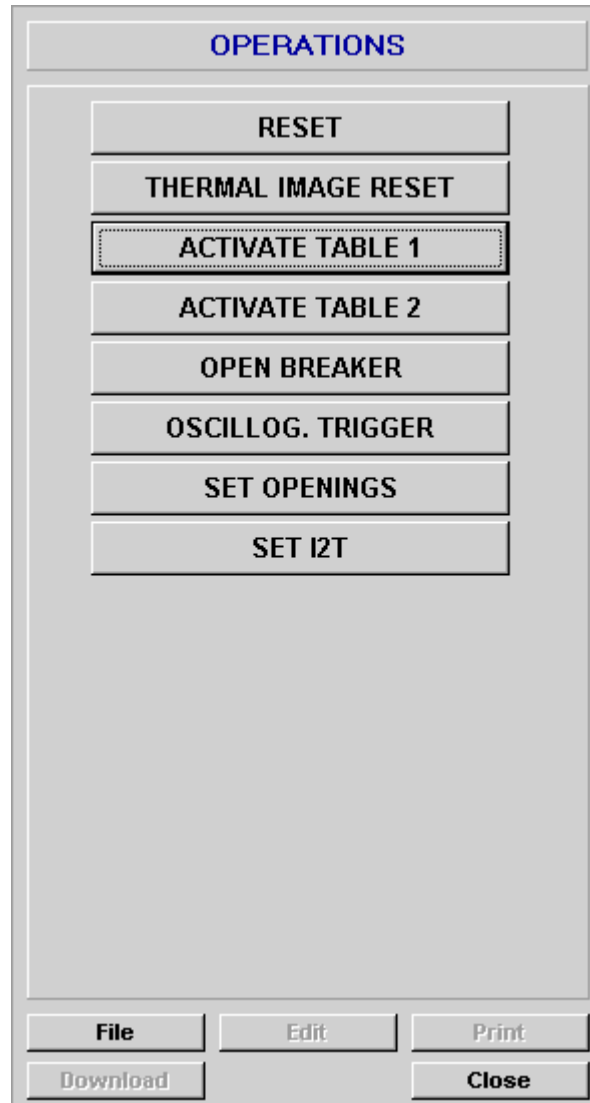 OPERATIONS
RESET
THERMAL IMAGE RESET
ACTIVATE TABLE 1
ACTIVATE TABLE 2
OPEN BREAKER
OSCILLOG. TRIGGER
SET OPENINGS
SET I2T
File Edit Print
Download Close